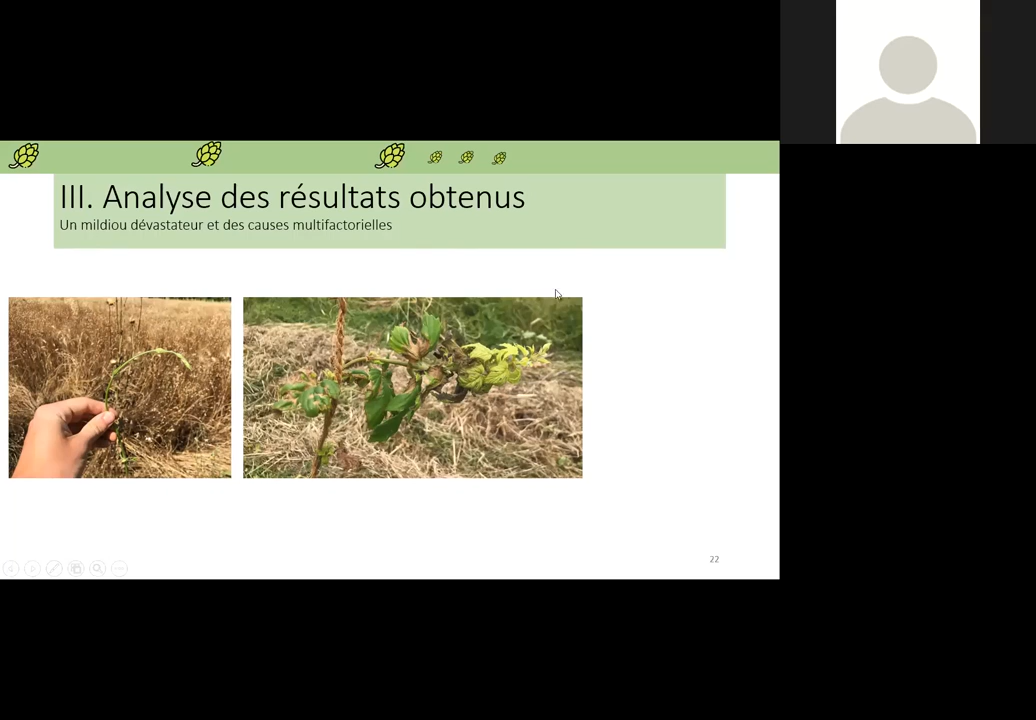 III. Analyse des résultats obtenus
Un mildiou dévastateur et des causes multifactorielles
22